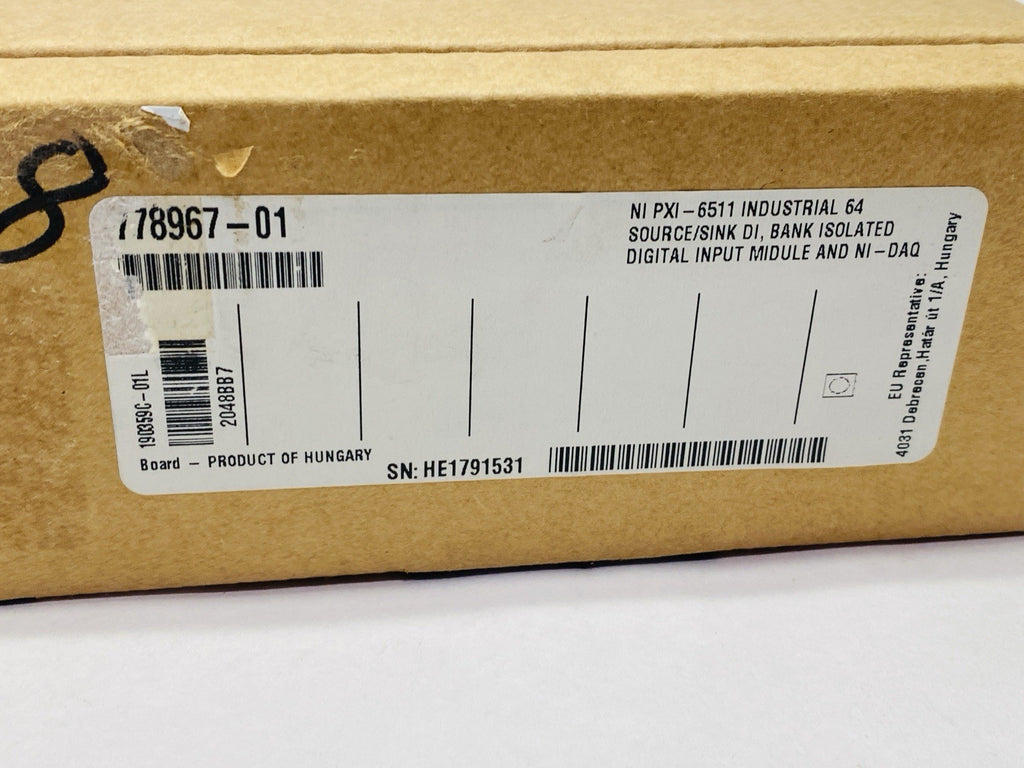 8
778967-01
NI PXI-6511 INDUSTRIAL 64
SOURCE/SINK DI, BANK ISOLATED
DIGITAL INPUT MIDULE AND NI-DAQ
190359C-01L
2048BB7
Board - PRODUCT OF HUNGARY
SN: HE1791531
EU Representative:
4031 Debrecen,Határ út 1/A, Hungary